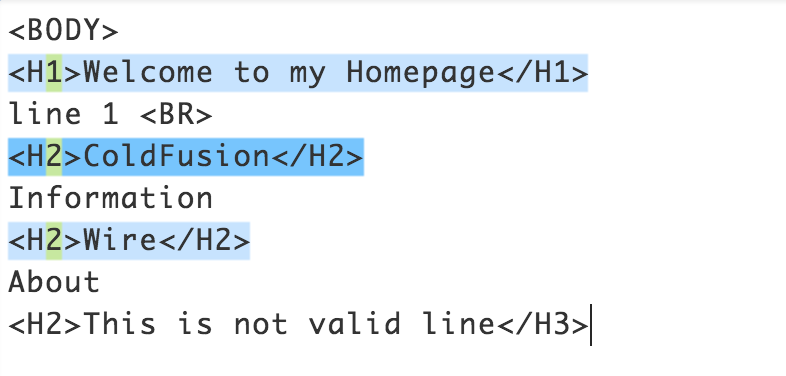 <BODY>
<H1>Welcome to my Homepage</H1>
line 1 <BR>
<H2>ColdFusion</H2>
Information
<H2>Wire</H2>
About
<H2>This is not valid line</H3>